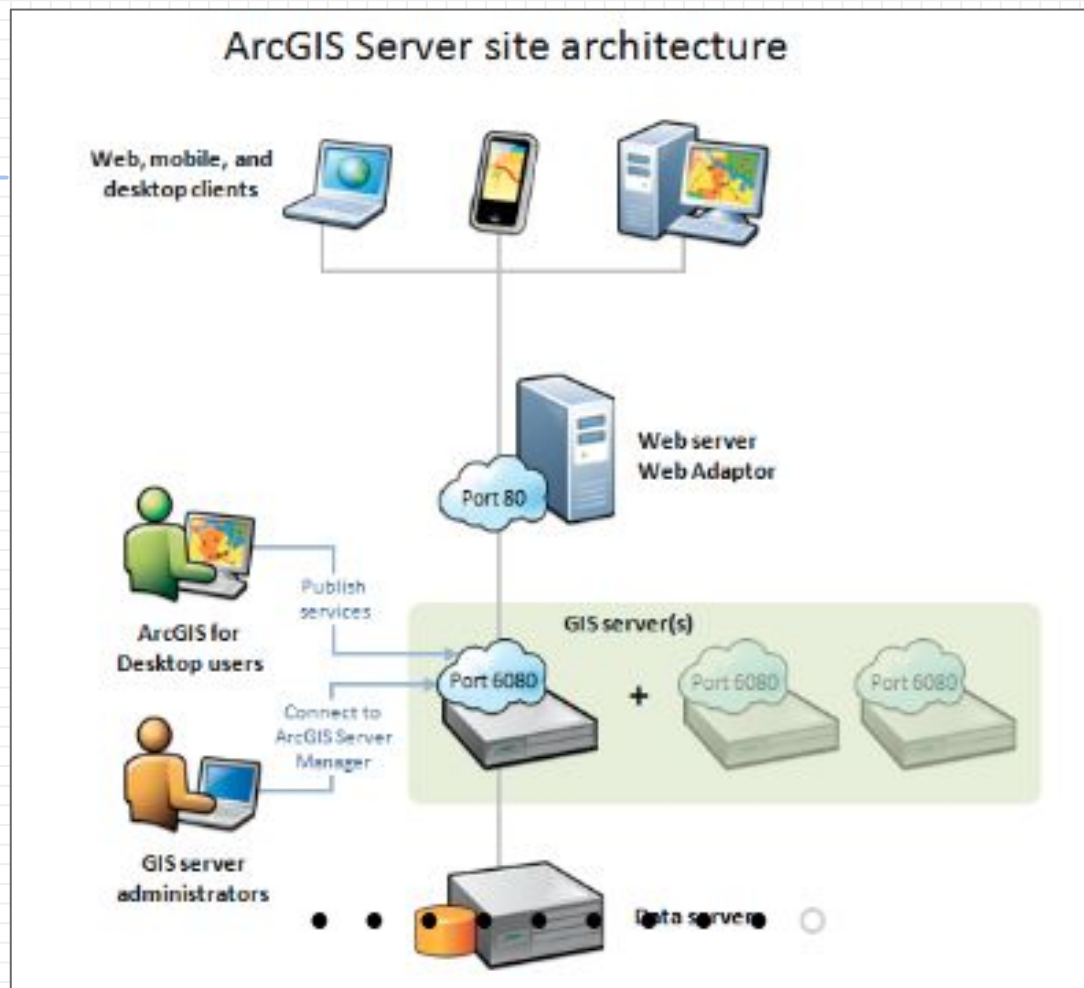 ArcGIS Server site architecture
Web, mobile, and
desktop clients
Web server
Web Adaptor
Port 80
Publish
services
ArcGIS for
Desktop users
GIS server(s)
Port 6080
+
Port 6080
Port 6080
Connect to
ArcGIS Server
Manager
GIS server
administrators
Data server